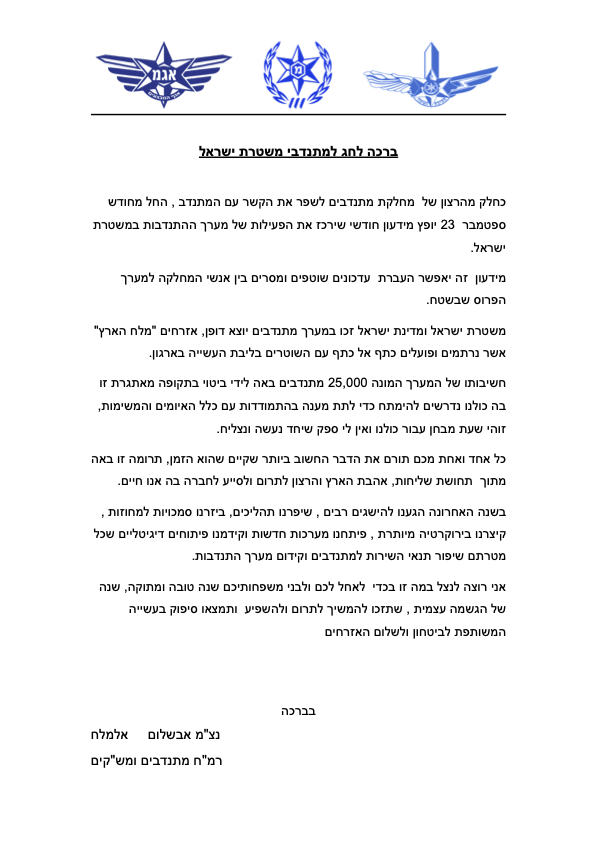 אגמ
מ
ברכה לחג למתנדבי משטרת ישראל
כחלק מהרצון של מחלקת מתנדבים לשפר את הקשר עם המתנדב , החל מחודש
ספטמבר 23 יופץ מידעון חודשי שירכז את הפעילות של מערך ההתנדבות במשטרת
ישראל.
מידעון זה יאפשר העברת עדכונים שוטפים ומסרים בין אנשי המחלקה למערך
הפרוס שבשטח.
משטרת ישראל ומדינת ישראל זכו במערך מתנדבים יוצא דופן, אזרחים "מלח הארץ"
אשר נרתמים ופועלים כתף אל כתף עם השוטרים בליבת העשייה בארגון.
חשיבותו של המערך המונה 25,000 מתנדבים באה לידי ביטוי בתקופה מאתגרת זו
בה כולנו נדרשים להימתח כדי לתת מענה בהתמודדות עם כלל האיומים והמשימות,
זוהי שעת מבחן עבור כולנו ואין לי ספק שיחד נעשה ונצליח.
כל אחד ואחת מכם תורם את הדבר החשוב ביותר שקיים שהוא הזמן, תרומה זו באה
מתוך תחושת שליחות, אהבת הארץ והרצון לתרום ולסייע לחברה בה אנו חיים.
בשנה האחרונה הגענו להישגים רבים , שיפרנו תהליכים, ביזרנו סמכויות למחוזות ,
קיצרנו בירוקרטיה מיותרת , פיתחנו מערכות חדשות וקידמנו פיתוחים דיגיטליים שכל
מטרתם שיפור תנאי השירות למתנדבים וקידום מערך התנדבות.
אני רוצה לנצל במה זו בכדי לאחל לכם ולבני משפחותיכם שנה טובה ומתוקה, שנה
של הגשמה עצמית , שתזכו להמשיך לתרום ולהשפיע ותמצאו סיפוק בעשייה
המשותפת לביטחון ולשלום האזרחים
בברכה
נצ"מ אבשלום אלמלח
רמ"ח מתנדבים ומש"קים